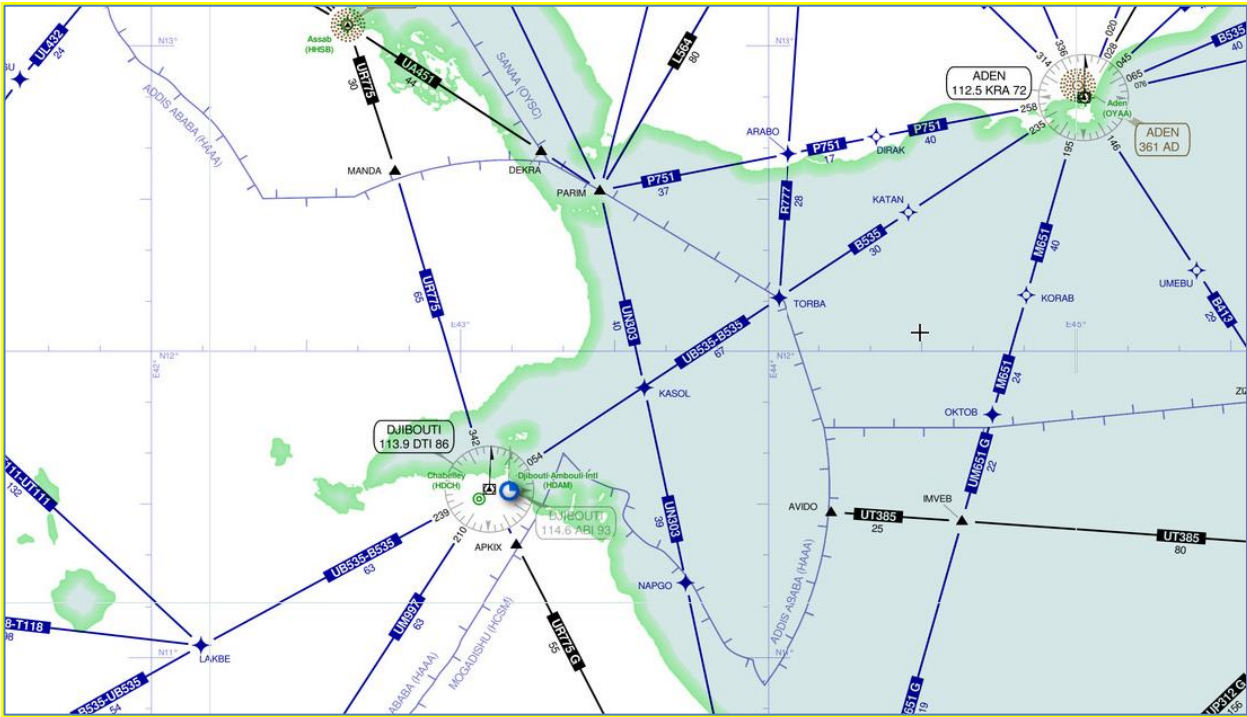 UL432
24
Assab
(HHSB)
UA451
44
UR775
30
SANAA (OYSC)
L564
80
N13°
N13°
ADDIS ABABA (HAAA)
314
336
020
028
045
065
076
B535
40
ADEN
112.5 KRA 72
Aden
(OYAA)
ADEN
361 AD
258
235
195
146
ARABO
P751
17
DIRAK
P751
40
MANDA
DEKRA
PARIM
P751
37
R777
28
KATAN
B535
30
M651
40
UMEBU
B413
29
KORAB
TORBA
UR775
65
UN303
40
UB535-B535
67
E43°
E45°
N12°
E42°
N12°
E44°
M651
24
KASOL
OKTOB
DJIBOUTI
113.9 DTI 86
342
054
Chabelley
(HDCH)
Djibouti-Ambouli-Intl
(HDAM)
DJIBOUTI
114.6 ABI 93
239
210
111-UT111
132
UM651 G
22
AVIDO
UT385
25
IMVEB
UT385
80
UN303
39
APKIX
UB535-B535
63
NAPGO
UM99X
63
UR775 G
55
ADDIS ABABA (HAAA)
8-T118
98
LAKBE
N11°
ABABA (HAAA)
MOGADISHU (HCSM)
B535-UB535
54
651 G
19
UP312 G
156